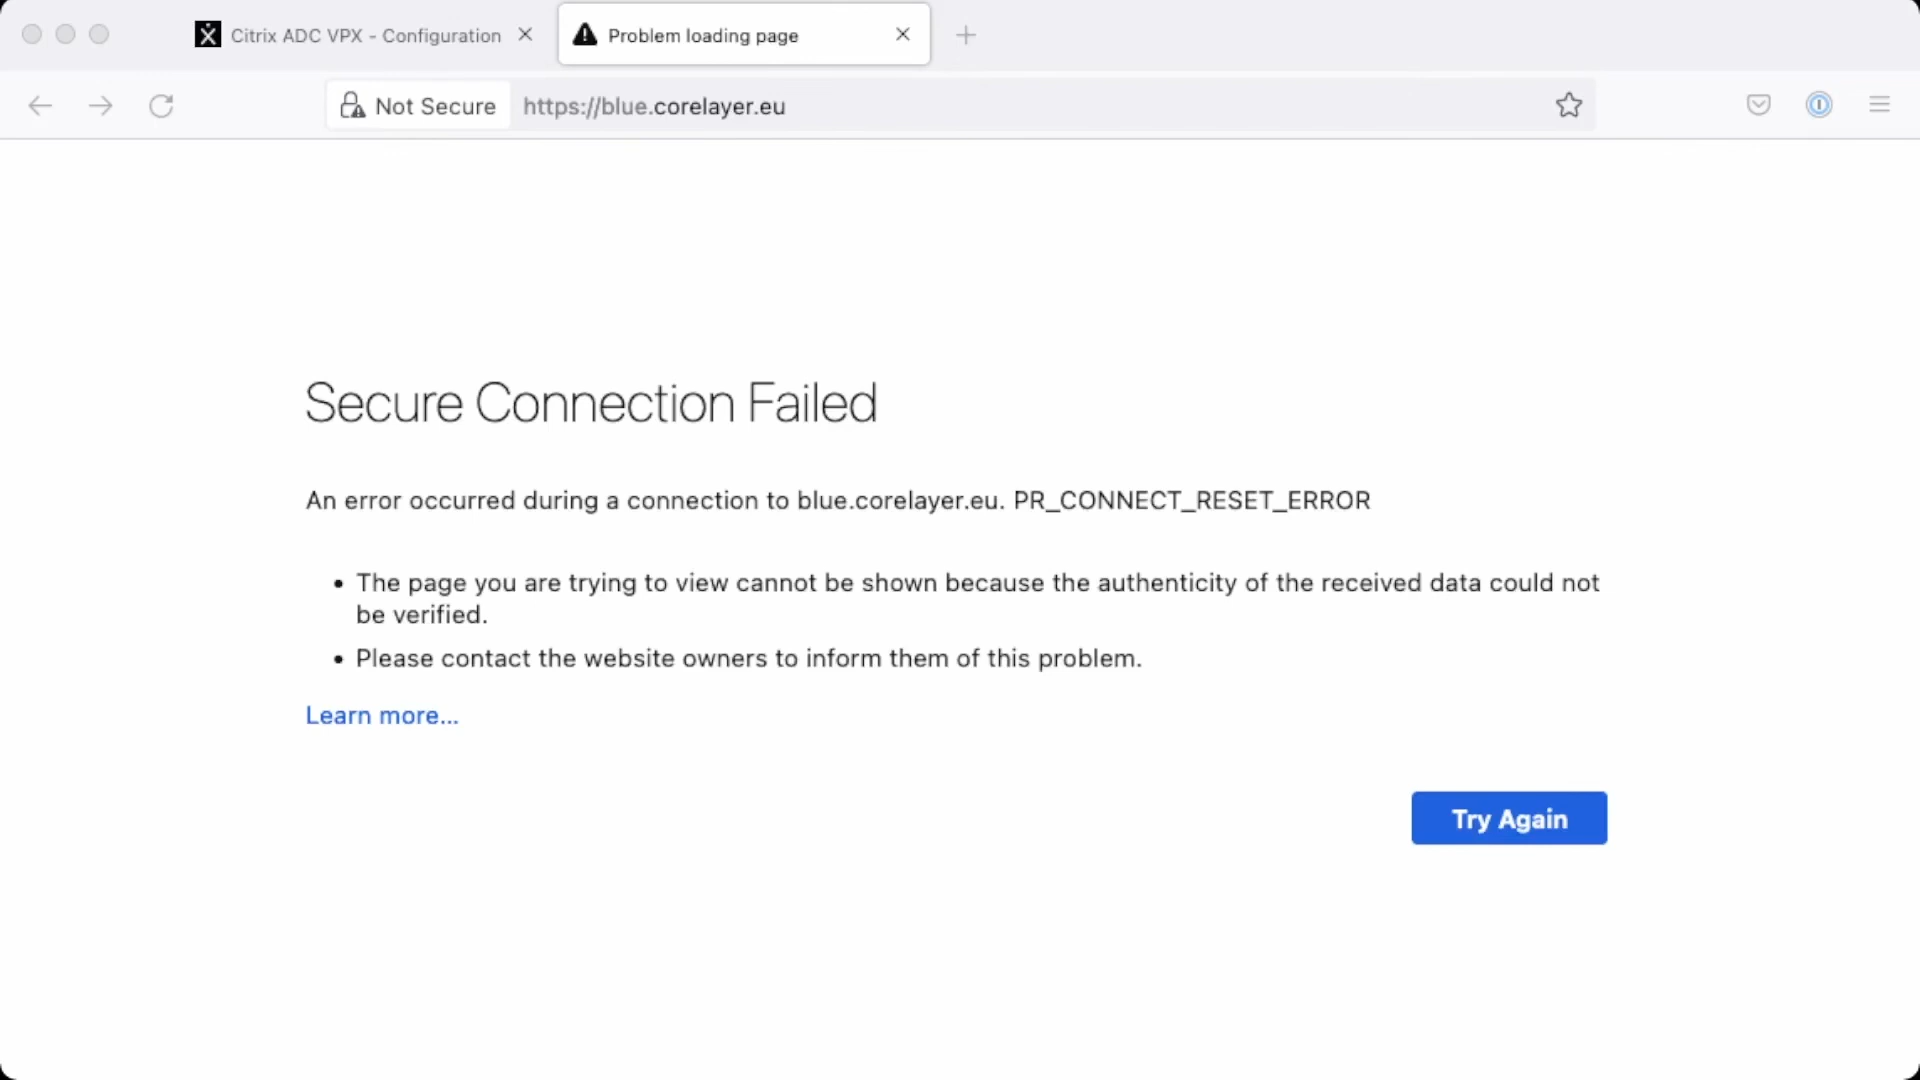 Citrix ADC VPX - Configuration
Problem loading page
Not Secure
https://blue.corelayer.eu
Secure Connection Failed
An error occurred during a connection to blue.corelayer.eu. PR_CONNECT_RESET_ERROR
The page you are trying to view cannot be shown because the authenticity of the received data could not
be verified.
Please contact the website owners to inform them of this problem.
Learn more...
Try Again